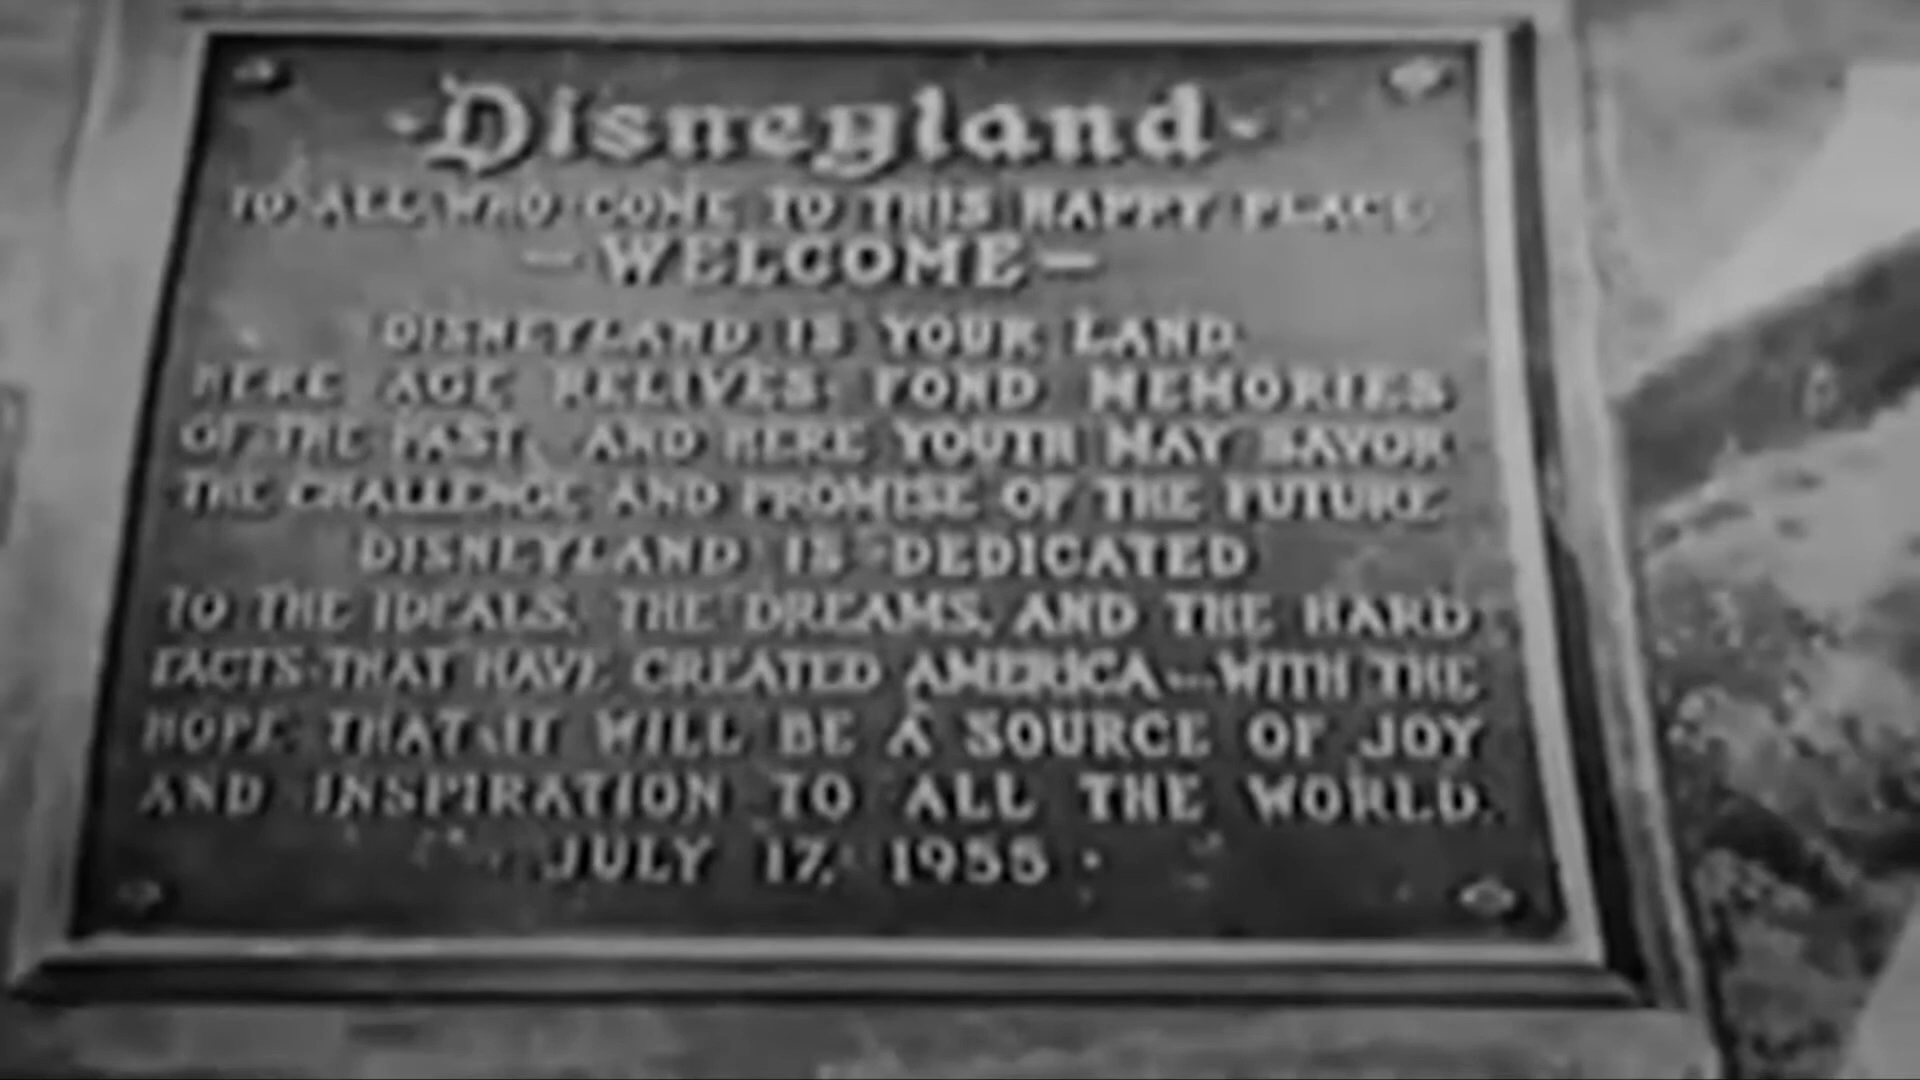 Disneyland
TO ALL WHO COME TO THIS HAPPY PLACE
—WELCOME—
DISNEYLAND IS YOUR LAND.
HERE AGE RELIVES FOND MEMORIES
OF THE PAST, AND HERE YOUTH MAY SAVOR
THE CHALLENGE AND PROMISE OF THE FUTURE
DISNEYLAND IS DEDICATED
TO THE IDEALS, THE DREAMS, AND THE HARD
FACTS THAT HAVE CREATED AMERICA—WITH THE
HOPE THAT IT WILL BE A SOURCE OF JOY
AND INSPIRATION TO ALL THE WORLD.
JULY 17, 1955